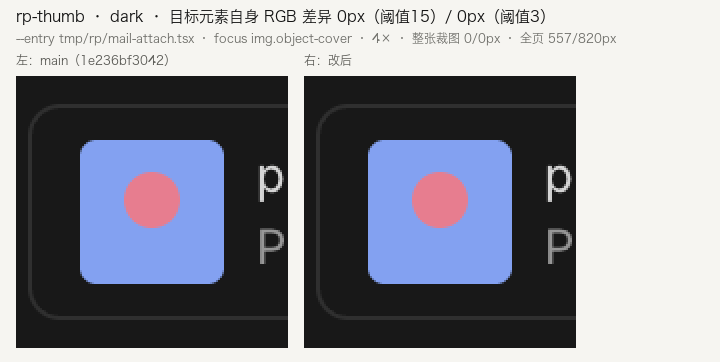 rp-thumb · dark · 目标元素自身 RGB 差异 0px（阈值15）/ 0px（阈值3）
--entry tmp/rp/mail-attach.tsx · focus img.object-cover · 4× · 整张裁图 0/0px · 全页 557/820px
左：main（1e236bf3042） 右：改后
p p
P P